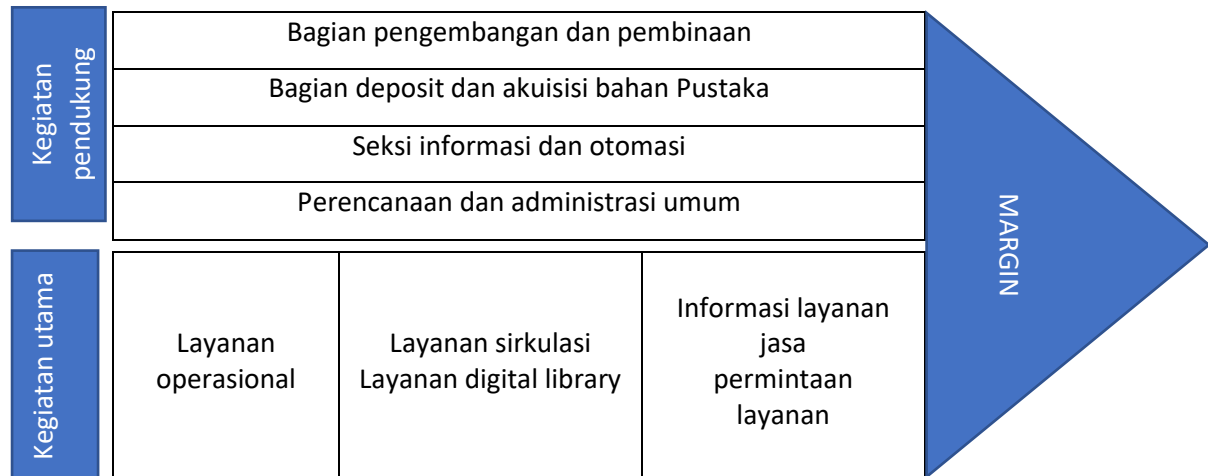 Kegiatan
pendukung
Bagian pengembangan dan pembinaan
Bagian deposit dan akuisisi bahan Pustaka
Seksi informasi dan otomasi
Perencanaan dan administrasi umum
MARGIN
Kegiatan utama
Layanan
operasional
Layanan sirkulasi
Layanan digital library
Informasi layanan
jasa
permintaan
layanan